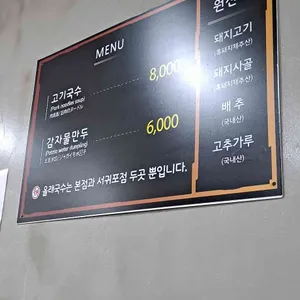 MENU
고기국수
(Pork noodles soup)
8,000
감자물만두
(Potato water dumpling)
6,000
올래국수는 본점과 서귀포점 두곳 뿐입니다.
원산
돼지고기
돼지사골
배 추
(국내산)
고추가루
(국내산)